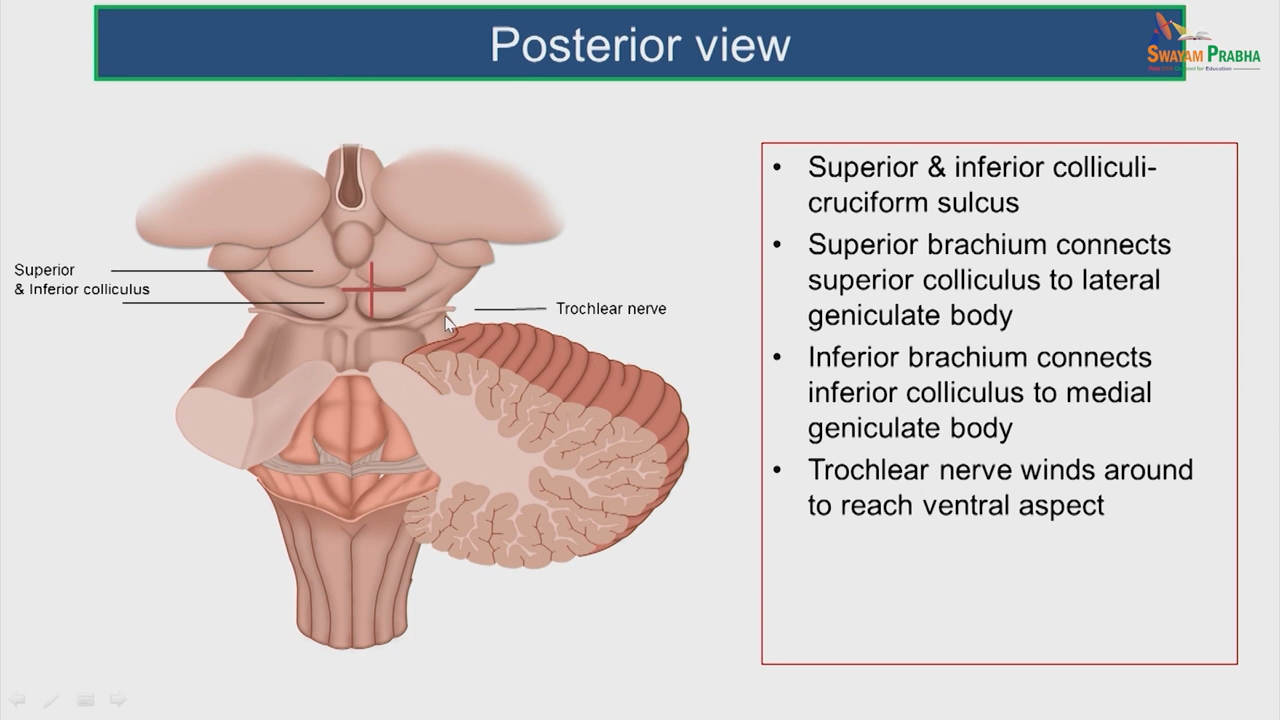 Posterior view
SWAYAM PRABHA
Superior
& Inferior colliculus
Trochlear nerve
• Superior & inferior colliculi-
cruciform sulcus
• Superior brachium connects
superior colliculus to lateral
geniculate body
• Inferior brachium connects
inferior colliculus to medial
geniculate body
• Trochlear nerve winds around
to reach ventral aspect